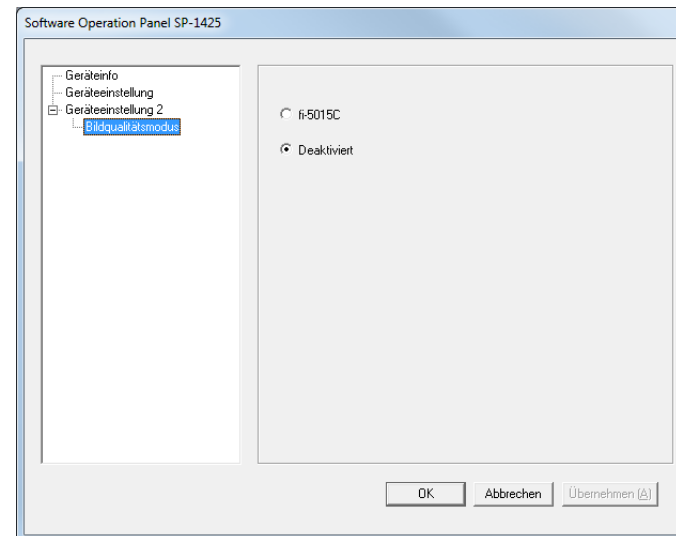 Software Operation Panel SP-1425
Geräteinfo
Geräteeinstellung
Geräteeinstellung 2
Bildqualitätsmodus
fi-5015C
Deaktiviert
OK
Abbrechen
Übernehmen (A)